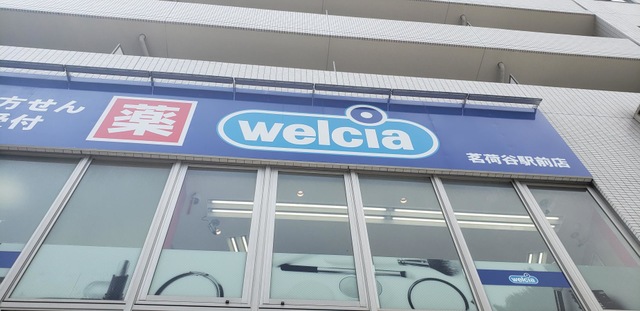 方せん
受付
薬
welcia
茗荷谷駅前店
welcia